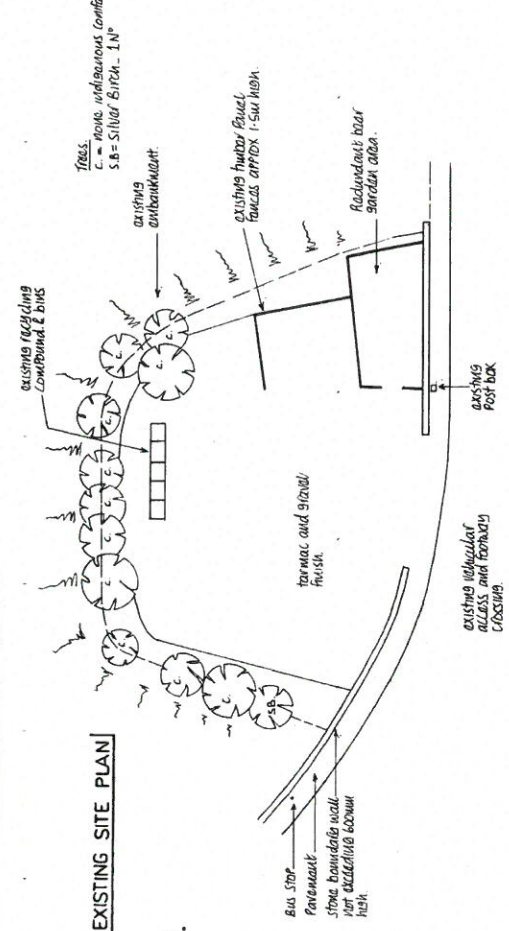 EXISTING SITE PLAN
Trees.
C. = none indigenous
S.B = Silver Birch _ 1 No
existing recycling
compound & bins
existing
embankment.
existing timber Panel
fences approx 1.5m high.
Redundant beer
garden area.
existing
Post box
tarmac and gravel
finish.
existing vehicular
access and footway
crossing.
Bus Stop
Pavement
stone boundary wall
not exceeding 600mm
high.
C.
C.
C.
C.
C.
C.
C.
C.
C.
C.
C.
S.B.